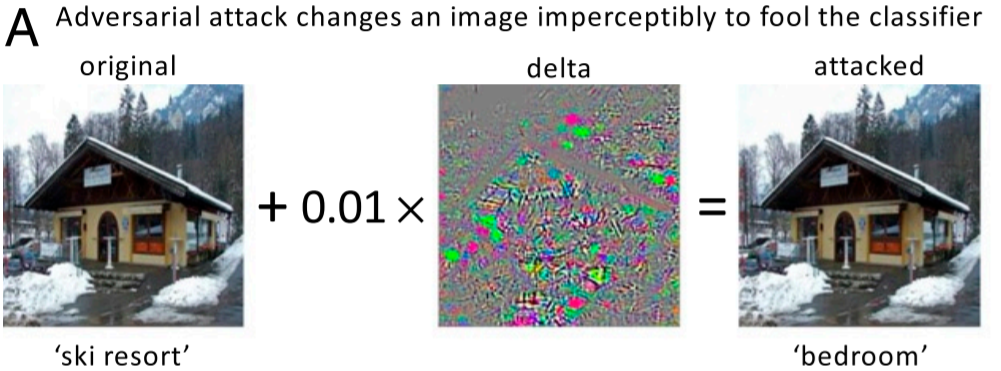 A Adversarial attack changes an image imperceptibly to fool the classifier
original delta attacked
+ 0.01 × =
‘ski resort’ ‘bedroom’